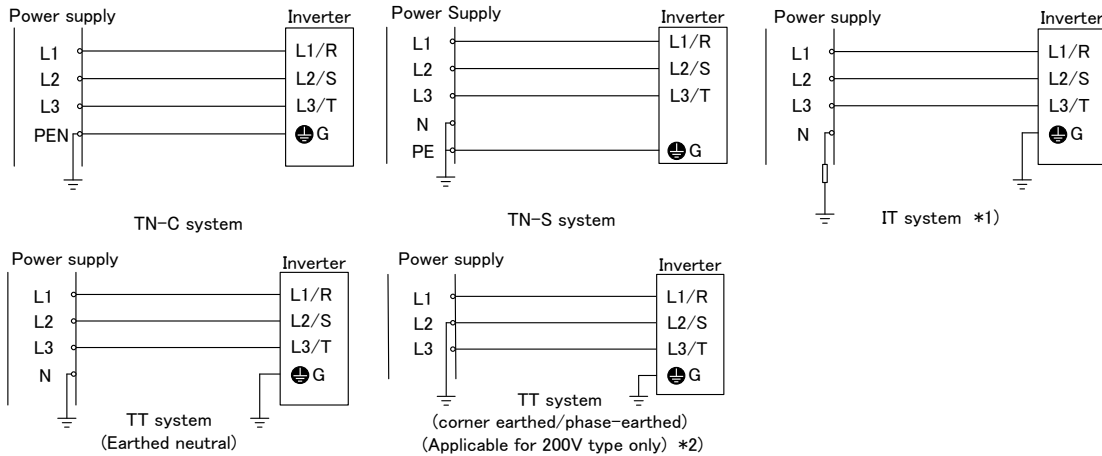 Power supply
Inverter
L1
L1/R
L2
L2/S
L3
L3/T
PEN
G
TN-C system
Power Supply
Inverter
L1
L1/R
L2
L2/S
L3
L3/T
N
PE
G
TN-S system
Power supply
Inverter
L1
L1/R
L2
L2/S
L3
L3/T
N
G
IT system *1)
Power supply
Inverter
L1
L1/R
L2
L2/S
L3
L3/T
N
G
TT system
(Earthed neutral)
Power supply
Inverter
L1
L1/R
L2
L2/S
L3
L3/T
G
TT system
(corner earthed/phase-earthed)
(Applicable for 200V type only) *2)